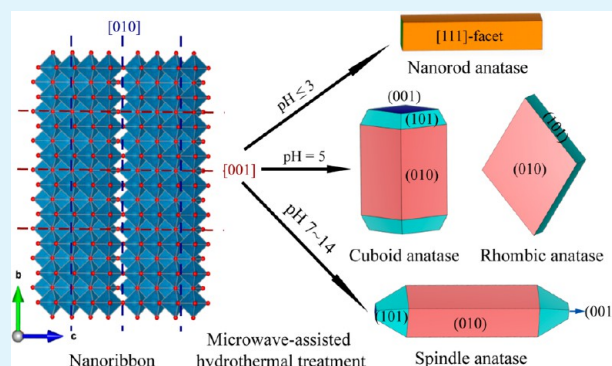 [010]
[001]
b
c
Nanoribbon
Microwave-assisted
hydrothermal treatment
pH ≤ 3
pH = 5
pH 7~14
[111]-facet
Nanorod anatase
(001)
(101)
(010)
Cuboid anatase
(101)
(010)
Rhombic anatase
(101)
(010)
(001
Spindle anatase